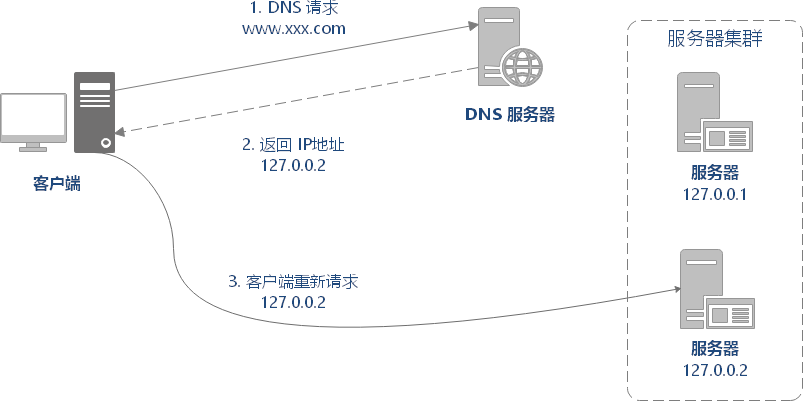 1. DNS 请求
www.xxx.com
DNS 服务器
2. 返回 IP地址
127.0.0.2
客户端
3. 客户端重新请求
127.0.0.2
服务器集群
服务器
127.0.0.1
服务器
127.0.0.2